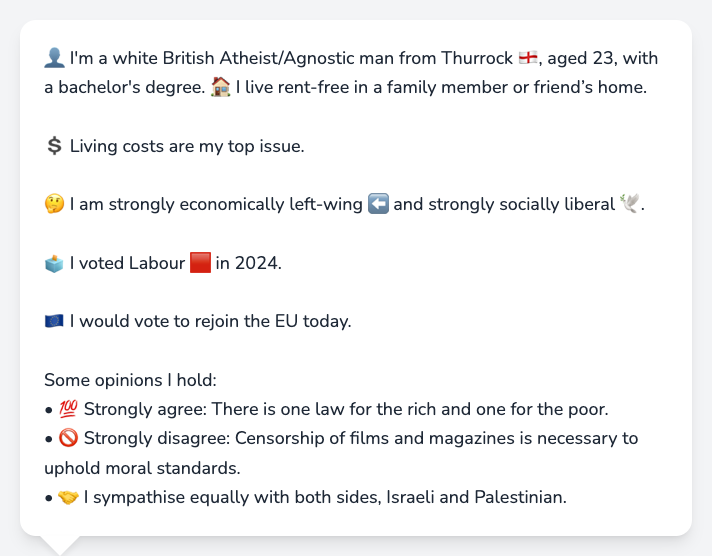 👤 I'm a white British Atheist/Agnostic man from Thurrock 🏴󠁧󠁢󠁥󠁮󠁧󠁿, aged 23, with
a bachelor's degree. 🏠 I live rent-free in a family member or friend’s home.
💲 Living costs are my top issue.
🤔 I am strongly economically left-wing ⬅️ and strongly socially liberal 🕊️.
🗳️ I voted Labour 🟥 in 2024.
🇪🇺 I would vote to rejoin the EU today.
Some opinions I hold:
• 💯 Strongly agree: There is one law for the rich and one for the poor.
• 🚫 Strongly disagree: Censorship of films and magazines is necessary to
uphold moral standards.
• 🤝 I sympathise equally with both sides, Israeli and Palestinian.